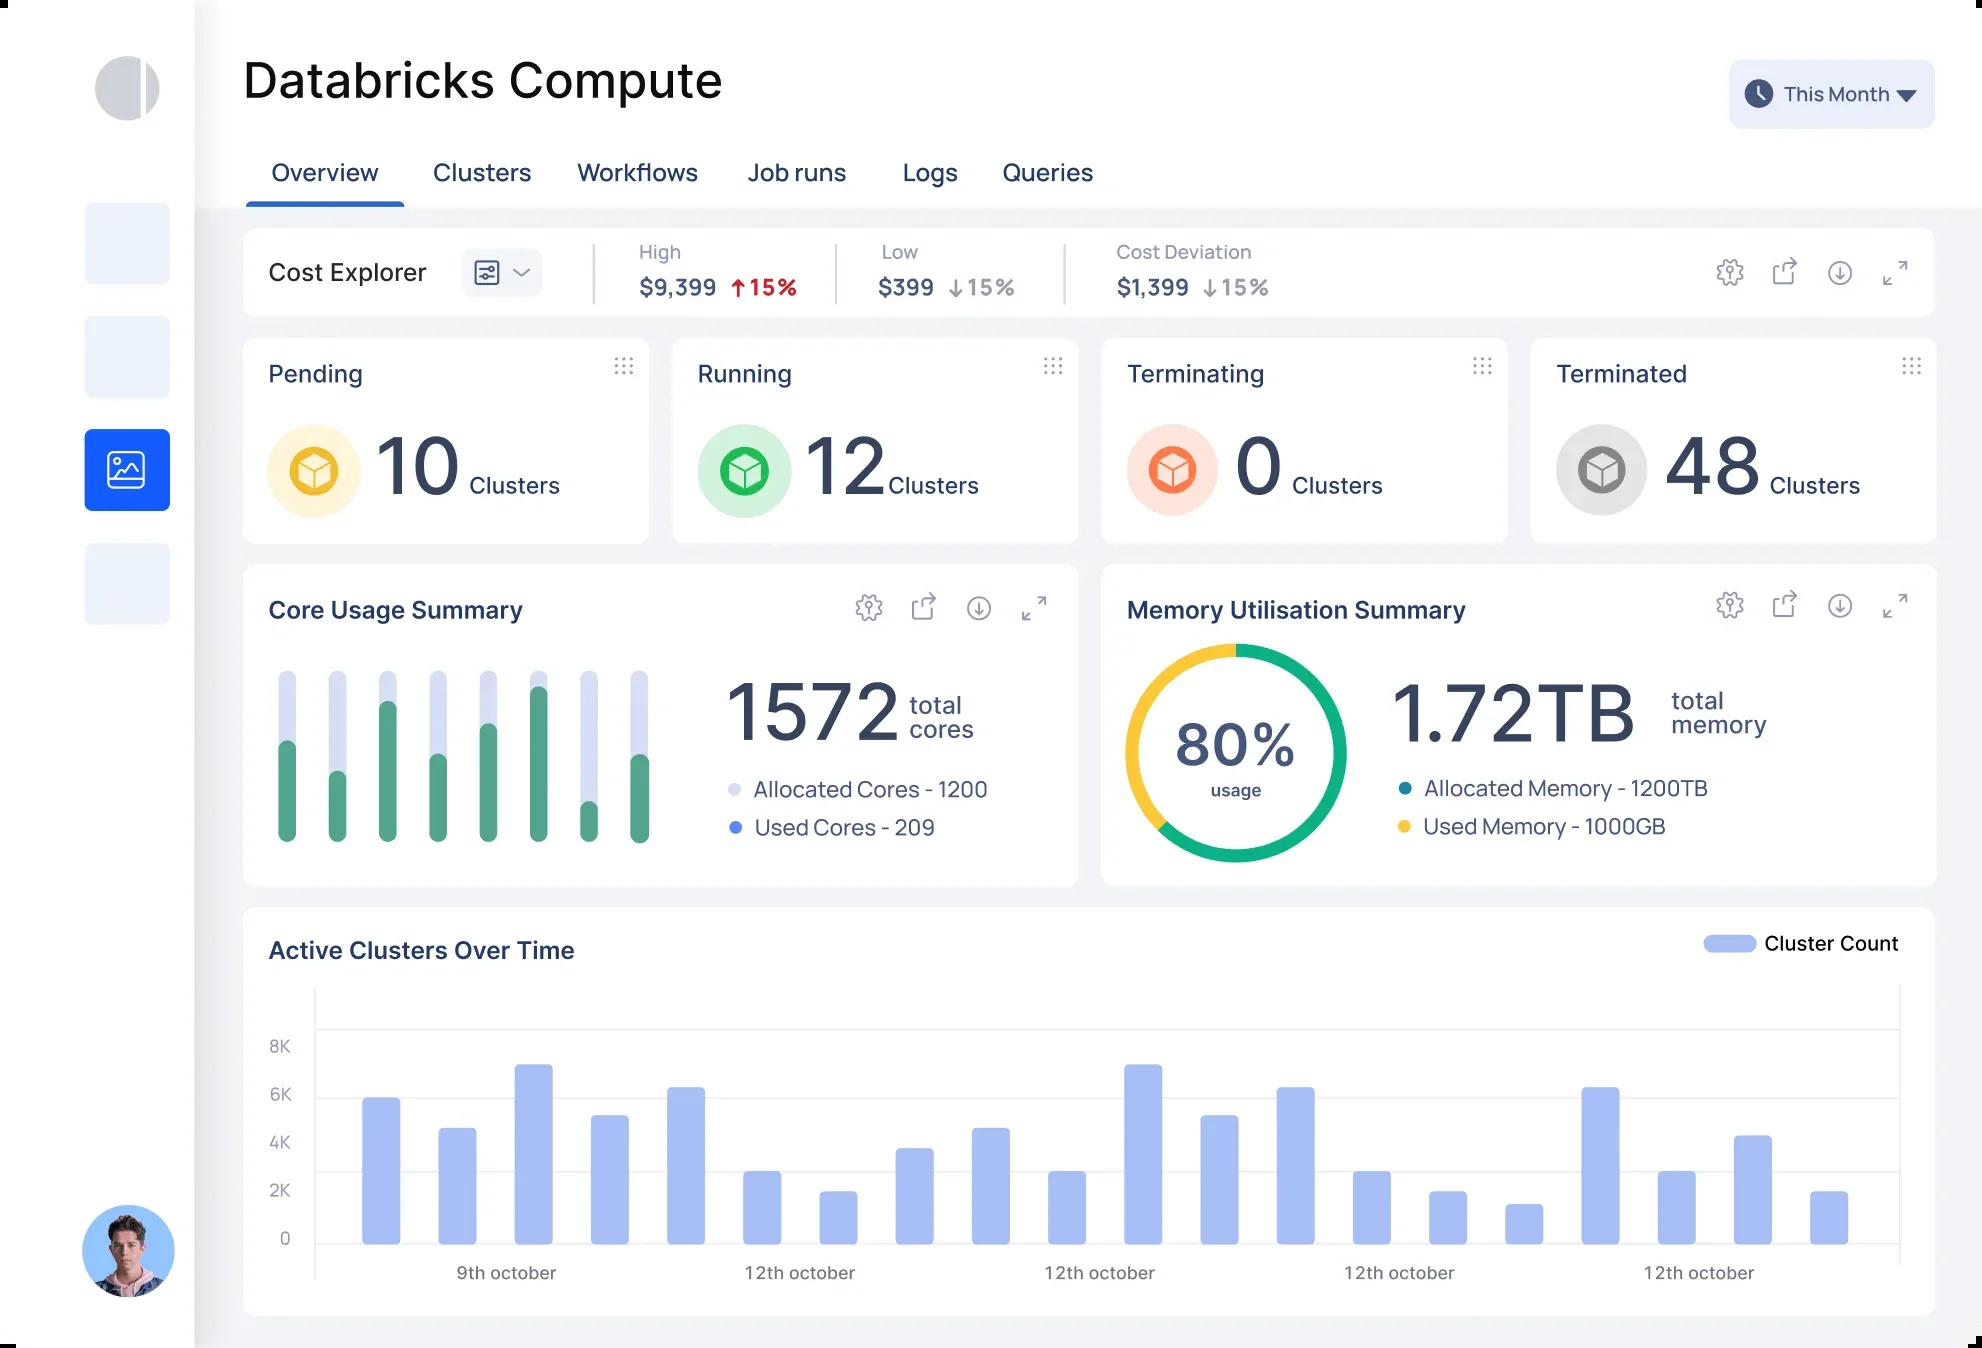 Databricks Compute
This Month
Overview Clusters Workflows Job runs Logs Queries
Cost Explorer
High
$9,399 ↑15%
Low
$399 ↓15%
Cost Deviation
$1,399 ↓15%
Pending
10 Clusters
Running
12 Clusters
Terminating
0 Clusters
Terminated
48 Clusters
Core Usage Summary
1572 total
cores
Allocated Cores - 1200
Used Cores - 209
Memory Utilisation Summary
80%
usage
1.72TB total
memory
Allocated Memory - 1200TB
Used Memory - 1000GB
Active Clusters Over Time
Cluster Count
8K
6K
4K
2K
0
9th october 12th october 12th october 12th october 12th october